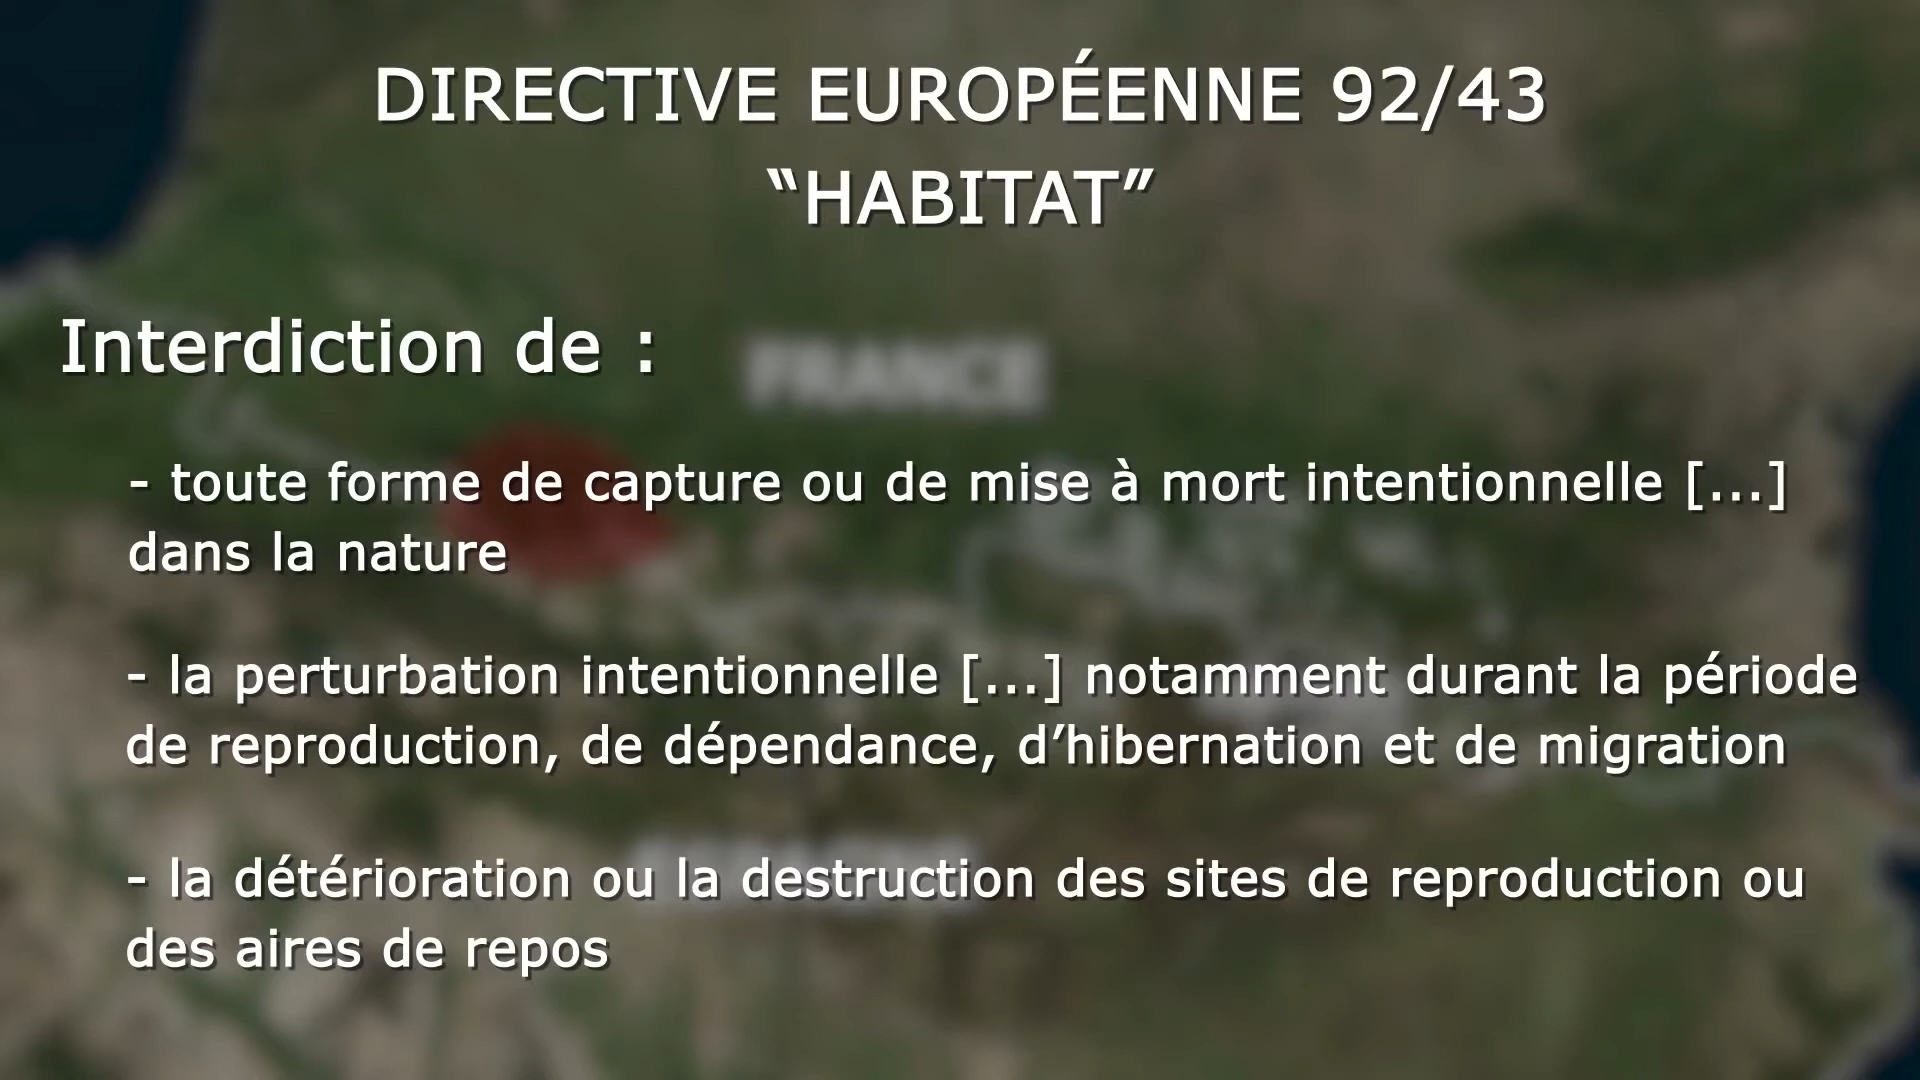 DIRECTIVE EUROPÉENNE 92/43
“HABITAT”
Interdiction de :
FRANCE
- toute forme de capture ou de mise à mort intentionnelle [...]
dans la nature
- la perturbation intentionnelle [...] notamment durant la période
de reproduction, de dépendance, d’hibernation et de migration
- la détérioration ou la destruction des sites de reproduction ou
des aires de repos